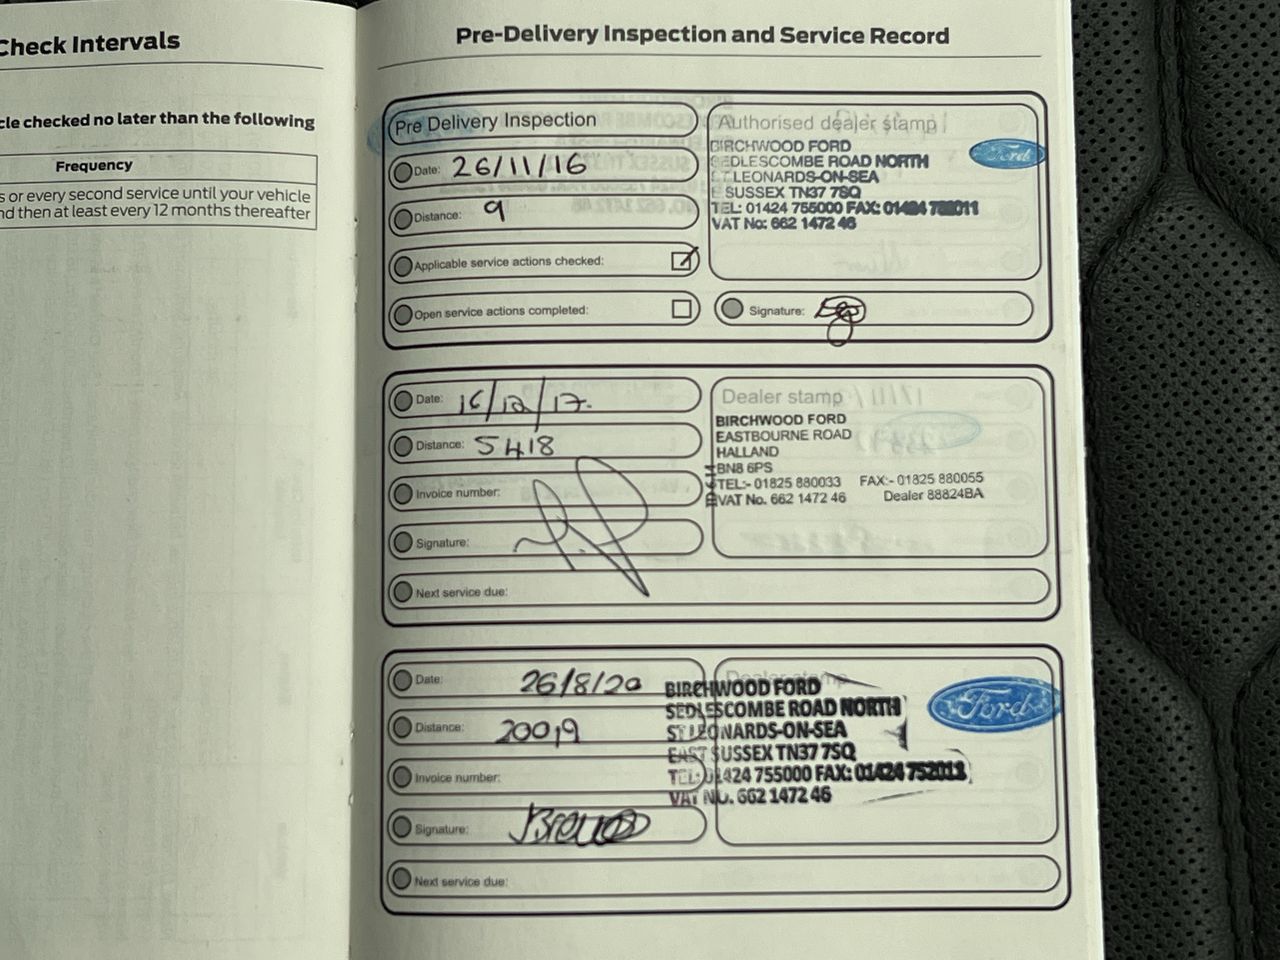 Check Intervals
cle checked no later than the following
Frequency
s or every second service until your vehicle
nd then at least every 12 months thereafter
Pre-Delivery Inspection and Service Record
Pre Delivery Inspection
Date: 26/11/16
Distance: 9
Applicable service actions checked:
Open service actions completed:
Authorised dealer stamp
BIRCHWOOD FORD
SEDLESCOMBE ROAD NORTH
ST LEONARDS-ON-SEA
E SUSSEX TN37 7SQ
TEL: 01424 755000 FAX:
VAT No: 662 1472 46
Ford
Signature:
Date: 16/12/17.
Distance: 5418
Invoice number:
Signature:
Next service due:
Dealer stamp
BIRCHWOOD FORD
EASTBOURNE ROAD
HALLAND
BN8 6PS
TEL:- 01825 880033 FAX:- 01825 880055
VAT No. 662 1472 46 Dealer 88824BA
Date: 26/8/20
Distance: 20019
Invoice number:
Signature:
Next service due:
Dealer stamp
BIRCHWOOD FORD
SEDLESCOMBE ROAD NORTH
ST LEONARDS-ON-SEA
EAST SUSSEX TN37 7SQ
TEL: 01424 755000 FAX: 01424 752011
VAT NO. 662 1472 46
Ford